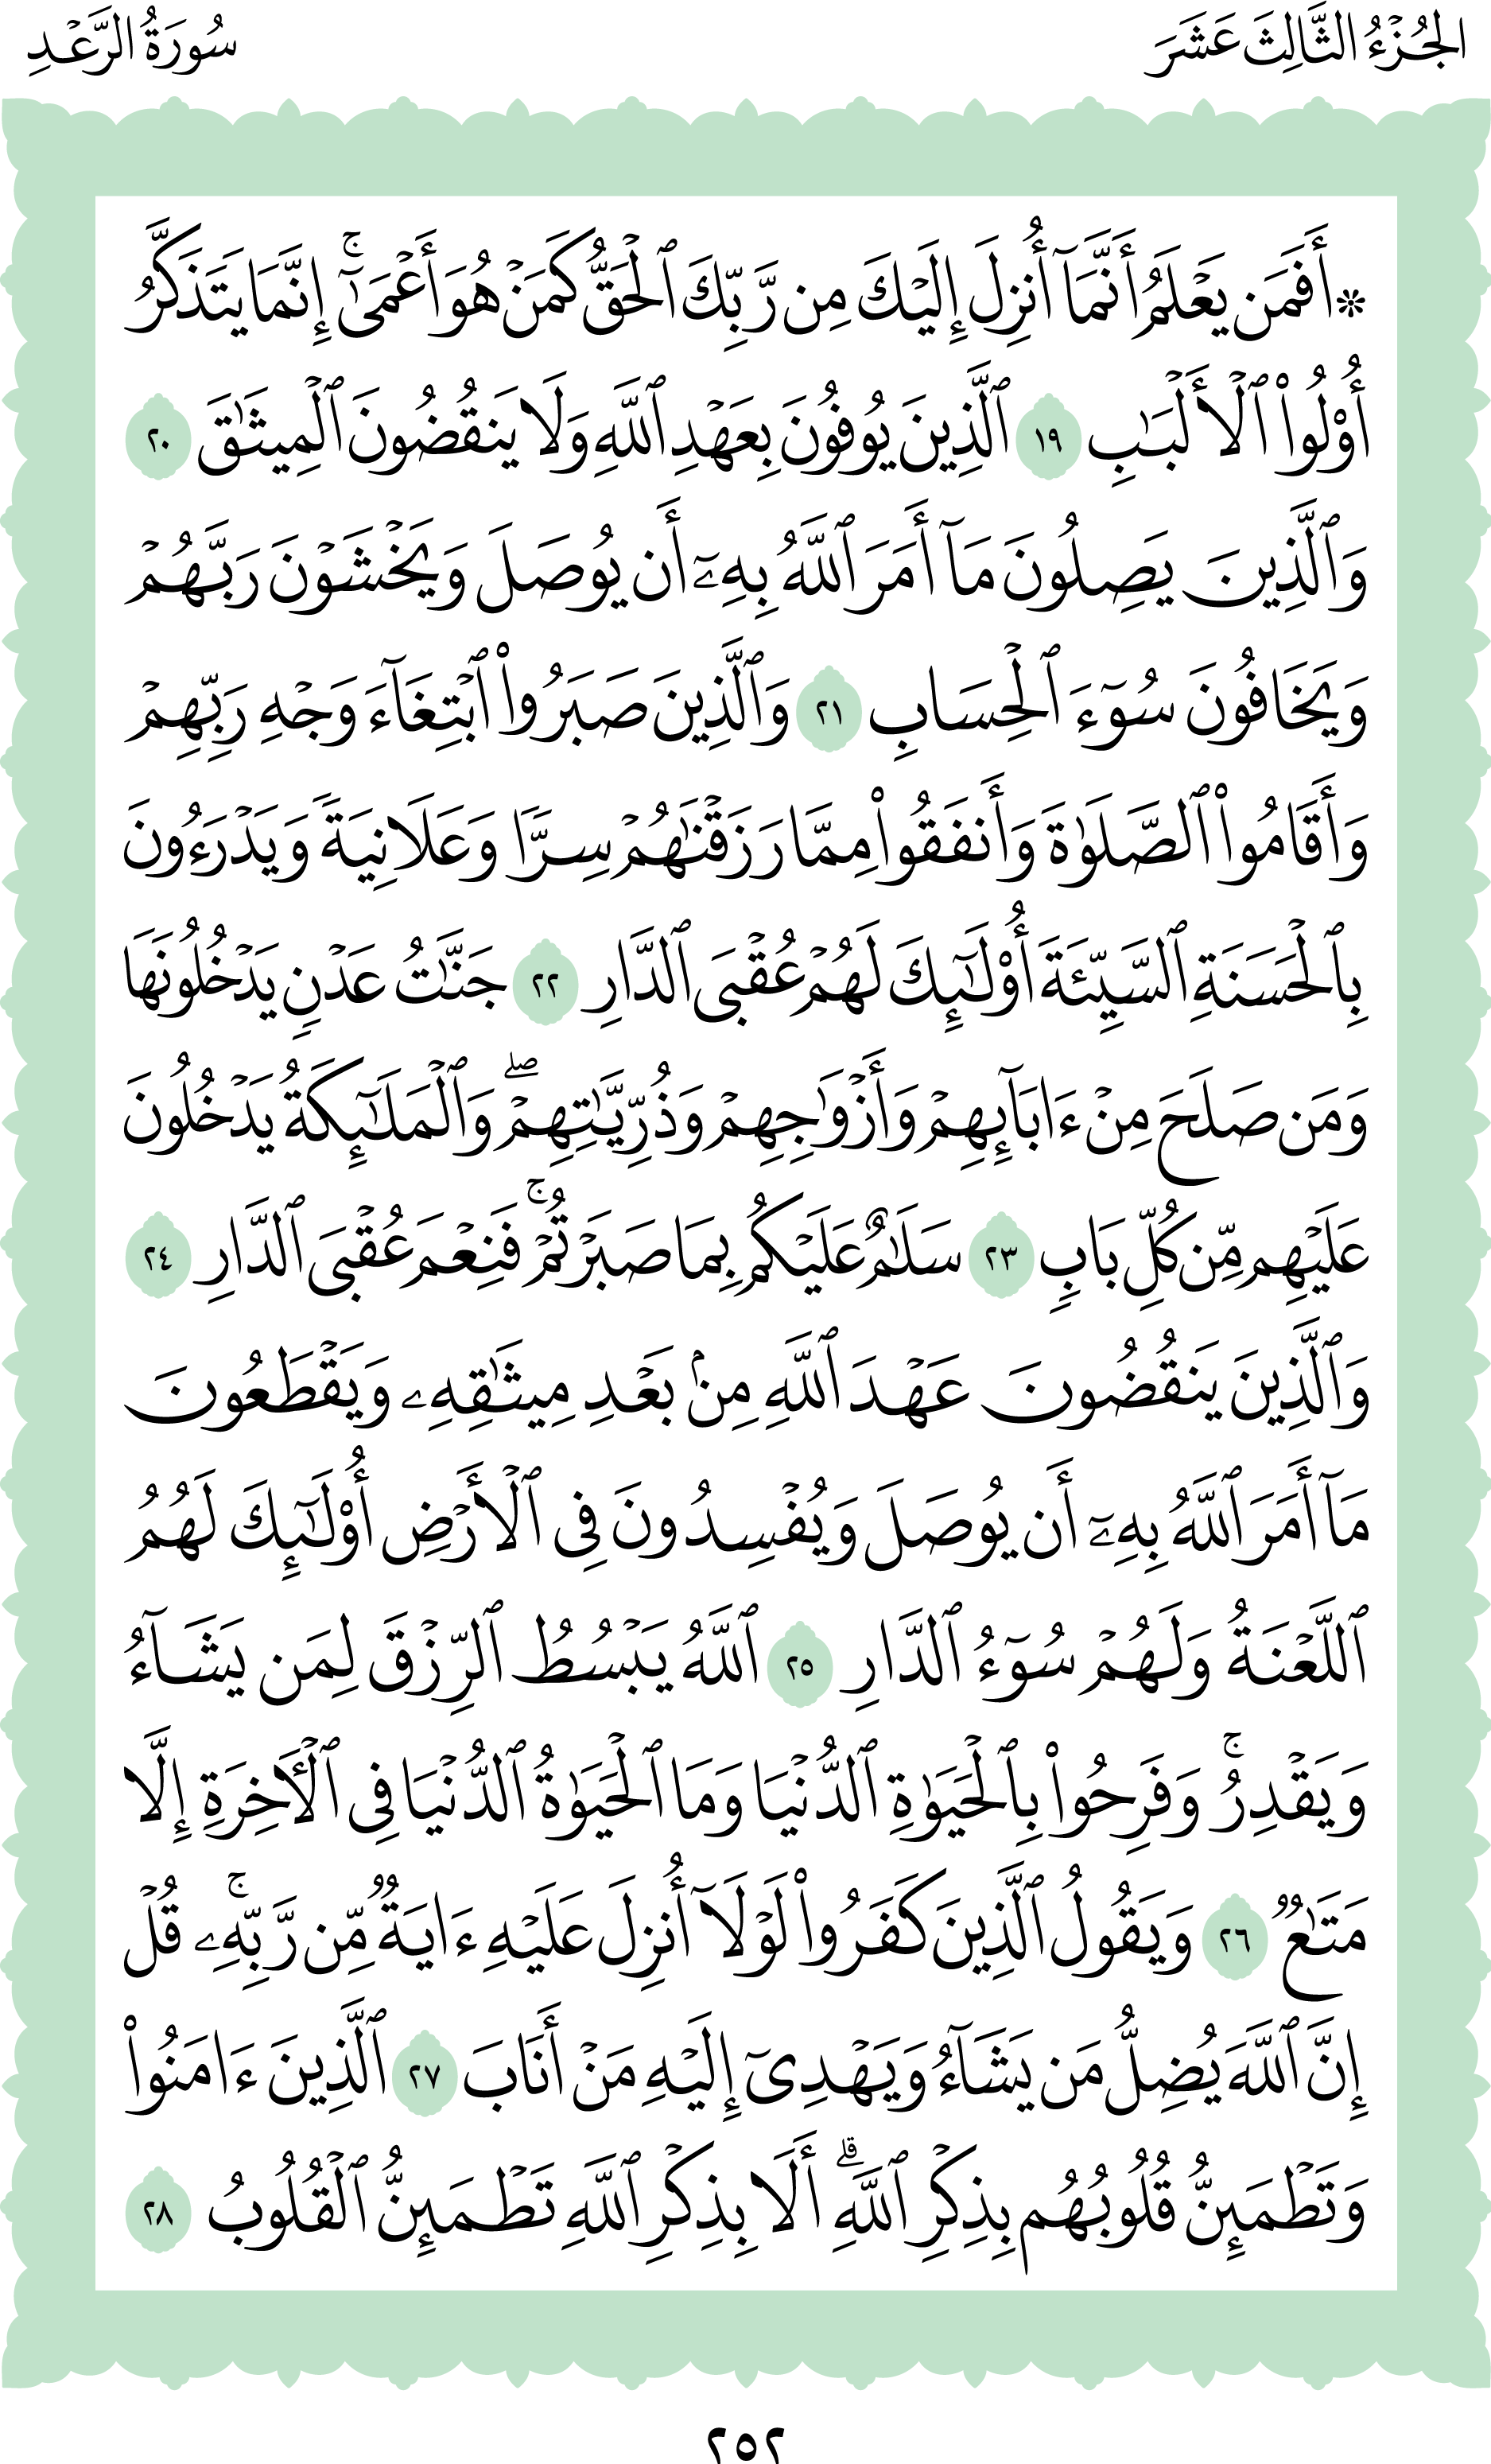 الجُزۡءُ الثَّالِثَ عَشَرَ
سُورَةُ الرَّعۡدِ
۞أَفَمَن يَعۡلَمُ أَنَّمَآ أُنزِلَ إِلَيۡكَ مِن رَّبِّكَ ٱلۡحَقُّ كَمَنۡ هُوَ أَعۡمَىٰٓۚ إِنَّمَا يَتَذَكَّرُ
أُوْلُواْ ٱلۡأَلۡبَٰبِ ١٩ ٱلَّذِينَ يُوفُونَ بِعَهۡدِ ٱللَّهِ وَلَا يَنقُضُونَ ٱلۡمِيثَٰقَ ٢٠
وَٱلَّذِينَ يَصِلُونَ مَآ أَمَرَ ٱللَّهُ بِهِۦٓ أَن يُوصَلَ وَيَخۡشَوۡنَ رَبَّهُمۡ
وَيَخَافُونَ سُوٓءَ ٱلۡحِسَابِ ٢١ وَٱلَّذِينَ صَبَرُواْ ٱبۡتِغَآءَ وَجۡهِ رَبِّهِمۡ
وَأَقَامُواْ ٱلصَّلَوٰةَ وَأَنفَقُواْ مِمَّا رَزَقۡنَٰهُمۡ سِرّٗا وَعَلَانِيَةٗ وَيَدۡرَءُونَ
بِٱلۡحَسَنَةِ ٱلسَّيِّئَةَ أُوْلَٰٓئِكَ لَهُمۡ عُقۡبَى ٱلدَّارِ ٢٢ جَنَّٰتُ عَدۡنٖ يَدۡخُلُونَهَا
وَمَن صَلَحَ مِنۡ ءَابَآئِهِمۡ وَأَزۡوَٰجِهِمۡ وَذُرِّيَّٰتِهِمۡۖ وَٱلۡمَلَٰٓئِكَةُ يَدۡخُلُونَ
عَلَيۡهِم مِّن كُلِّ بَابٖ ٢٣ سَلَٰمٌ عَلَيۡكُم بِمَا صَبَرۡتُمۡۚ فَنِعۡمَ عُقۡبَى ٱلدَّارِ ٢٤
وَٱلَّذِينَ يَنقُضُونَ عَهۡدَ ٱللَّهِ مِنۢ بَعۡدِ مِيثَٰقِهِۦ وَيَقۡطَعُونَ
مَآ أَمَرَ ٱللَّهُ بِهِۦٓ أَن يُوصَلَ وَيُفۡسِدُونَ فِي ٱلۡأَرۡضِ أُوْلَٰٓئِكَ لَهُمُ
ٱللَّعۡنَةُ وَلَهُمۡ سُوٓءُ ٱلدَّارِ ٢٥ ٱللَّهُ يَبۡسُطُ ٱلرِّزۡقَ لِمَن يَشَآءُ
وَيَقۡدِرُۚ وَفَرِحُواْ بِٱلۡحَيَوٰةِ ٱلدُّنۡيَا وَمَا ٱلۡحَيَوٰةُ ٱلدُّنۡيَا فِي ٱلۡأٓخِرَةِ إِلَّا
مَتَٰعٞ ٢٦ وَيَقُولُ ٱلَّذِينَ كَفَرُواْ لَوۡلَآ أُنزِلَ عَلَيۡهِ ءَايَةٞ مِّن رَّبِّهِۦۚ قُلۡ
إِنَّ ٱللَّهَ يُضِلُّ مَن يَشَآءُ وَيَهۡدِيٓ إِلَيۡهِ مَنۡ أَنَابَ ٢٧ ٱلَّذِينَ ءَامَنُواْ
وَتَطۡمَئِنُّ قُلُوبُهُم بِذِكۡرِ ٱللَّهِۗ أَلَا بِذِكۡرِ ٱللَّهِ تَطۡمَئِنُّ ٱلۡقُلُوبُ ٢٨
٢٥٢